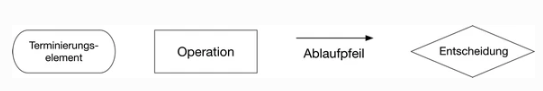 Terminierungs-
element
Operation
Ablaufpfeil
Entscheidung